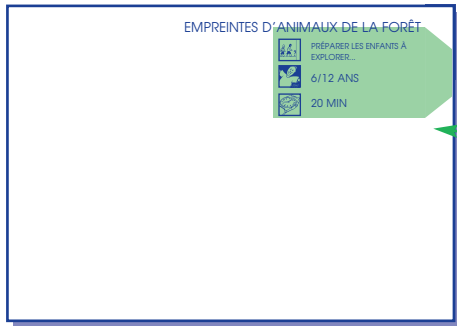 EMPREINTES D'ANIMAUX DE LA FORÊT
PRÉPARER LES ENFANTS À
EXPLORER...
6/12 ANS
20 MIN